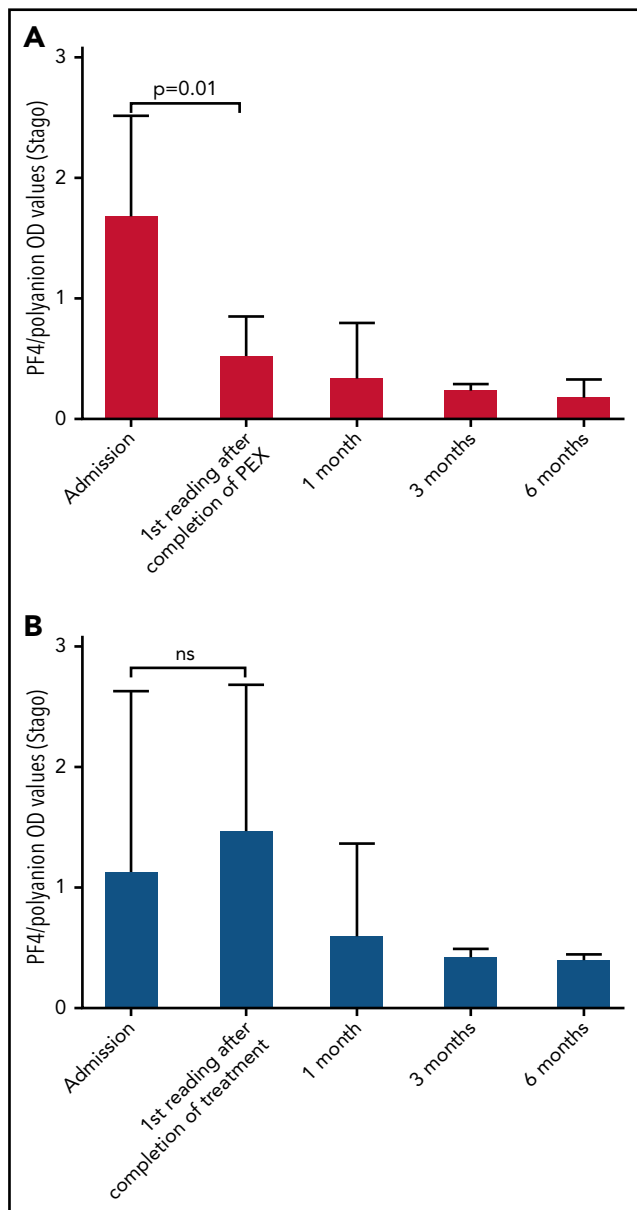 A
PF4/polyanion OD values (Stago)
3
2
1
0
p=0.01
Admission
1st reading after
completion of PEX
1 month
3 months
6 months
B
PF4/polyanion OD values (Stago)
3
2
1
0
ns
Admission
1st reading after
completion of treatment
1 month
3 months
6 months